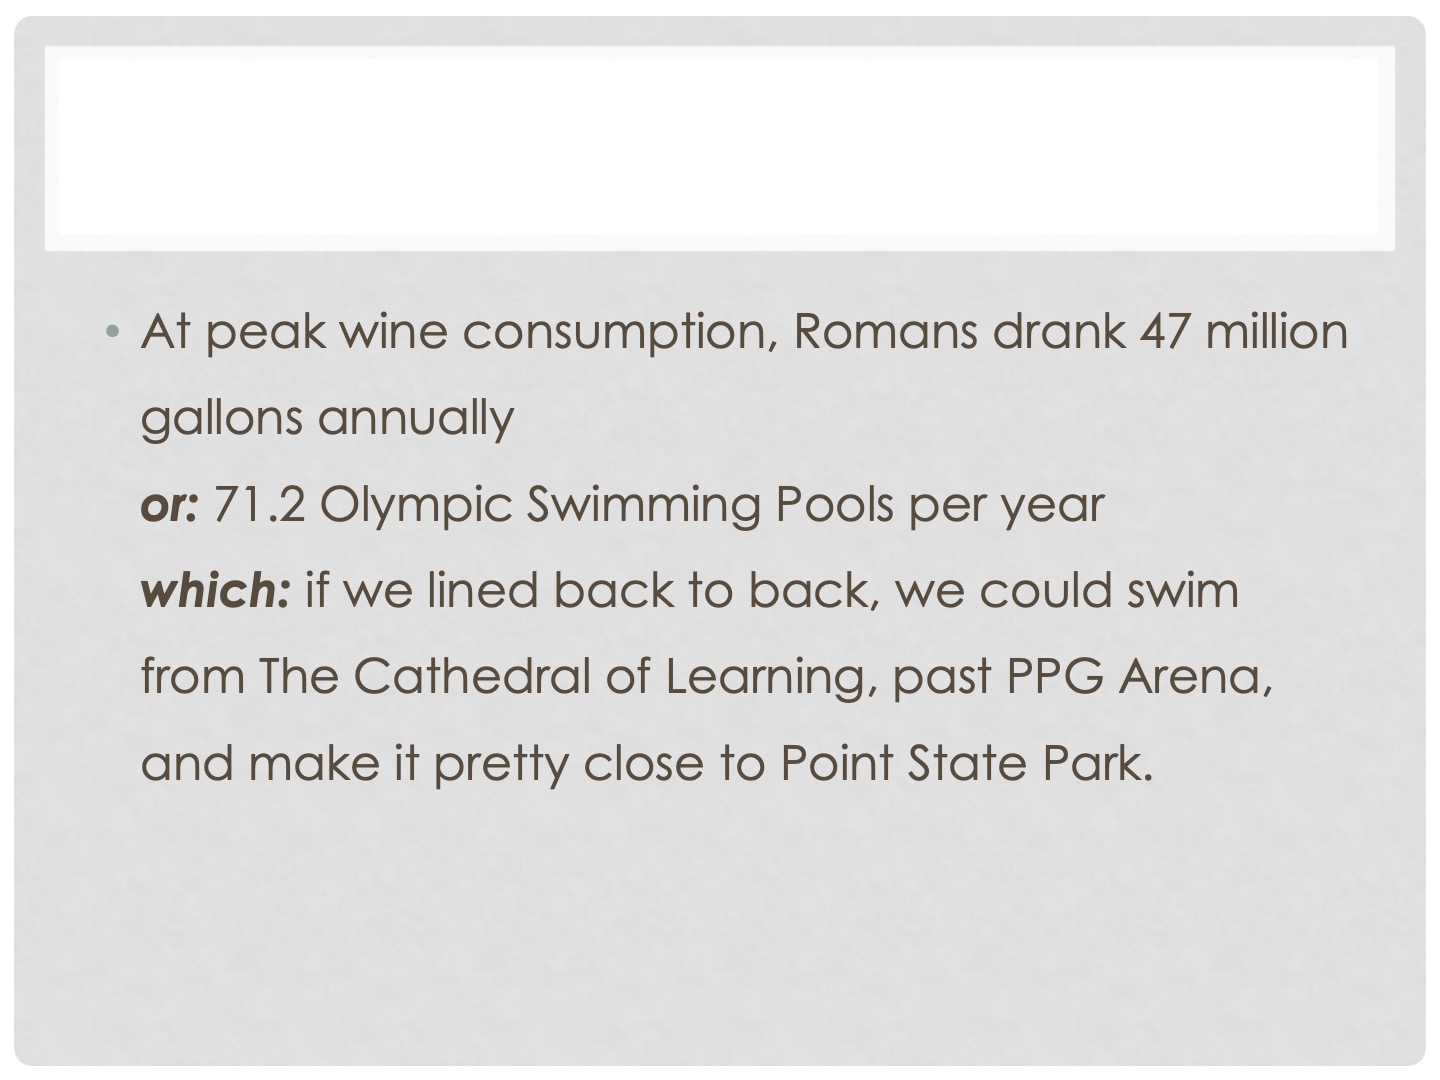 • At peak wine consumption, Romans drank 47 million
gallons annually
or: 71.2 Olympic Swimming Pools per year
which: if we lined back to back, we could swim
from The Cathedral of Learning, past PPG Arena,
and make it pretty close to Point State Park.